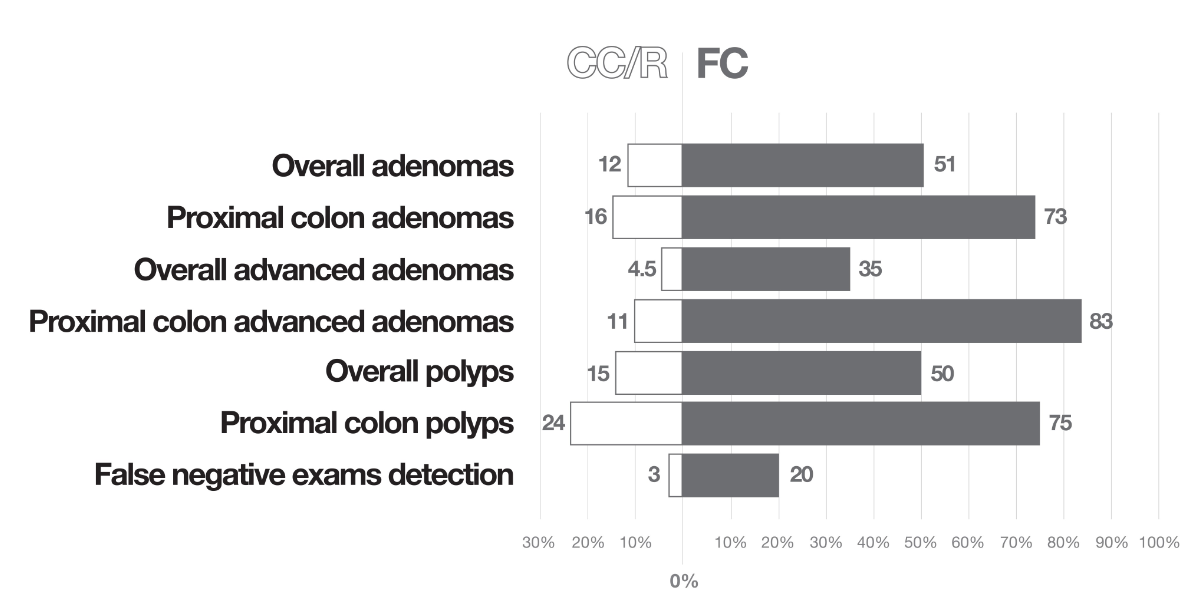 CC/R FC
Overall adenomas 12 51
Proximal colon adenomas 16 73
Overall advanced adenomas 4.5 35
Proximal colon advanced adenomas 11 83
Overall polyps 15 50
Proximal colon polyps 24 75
False negative exams detection 3 20
30% 20% 10% 10% 20% 30% 40% 50% 60% 70% 80% 90% 100%
0%